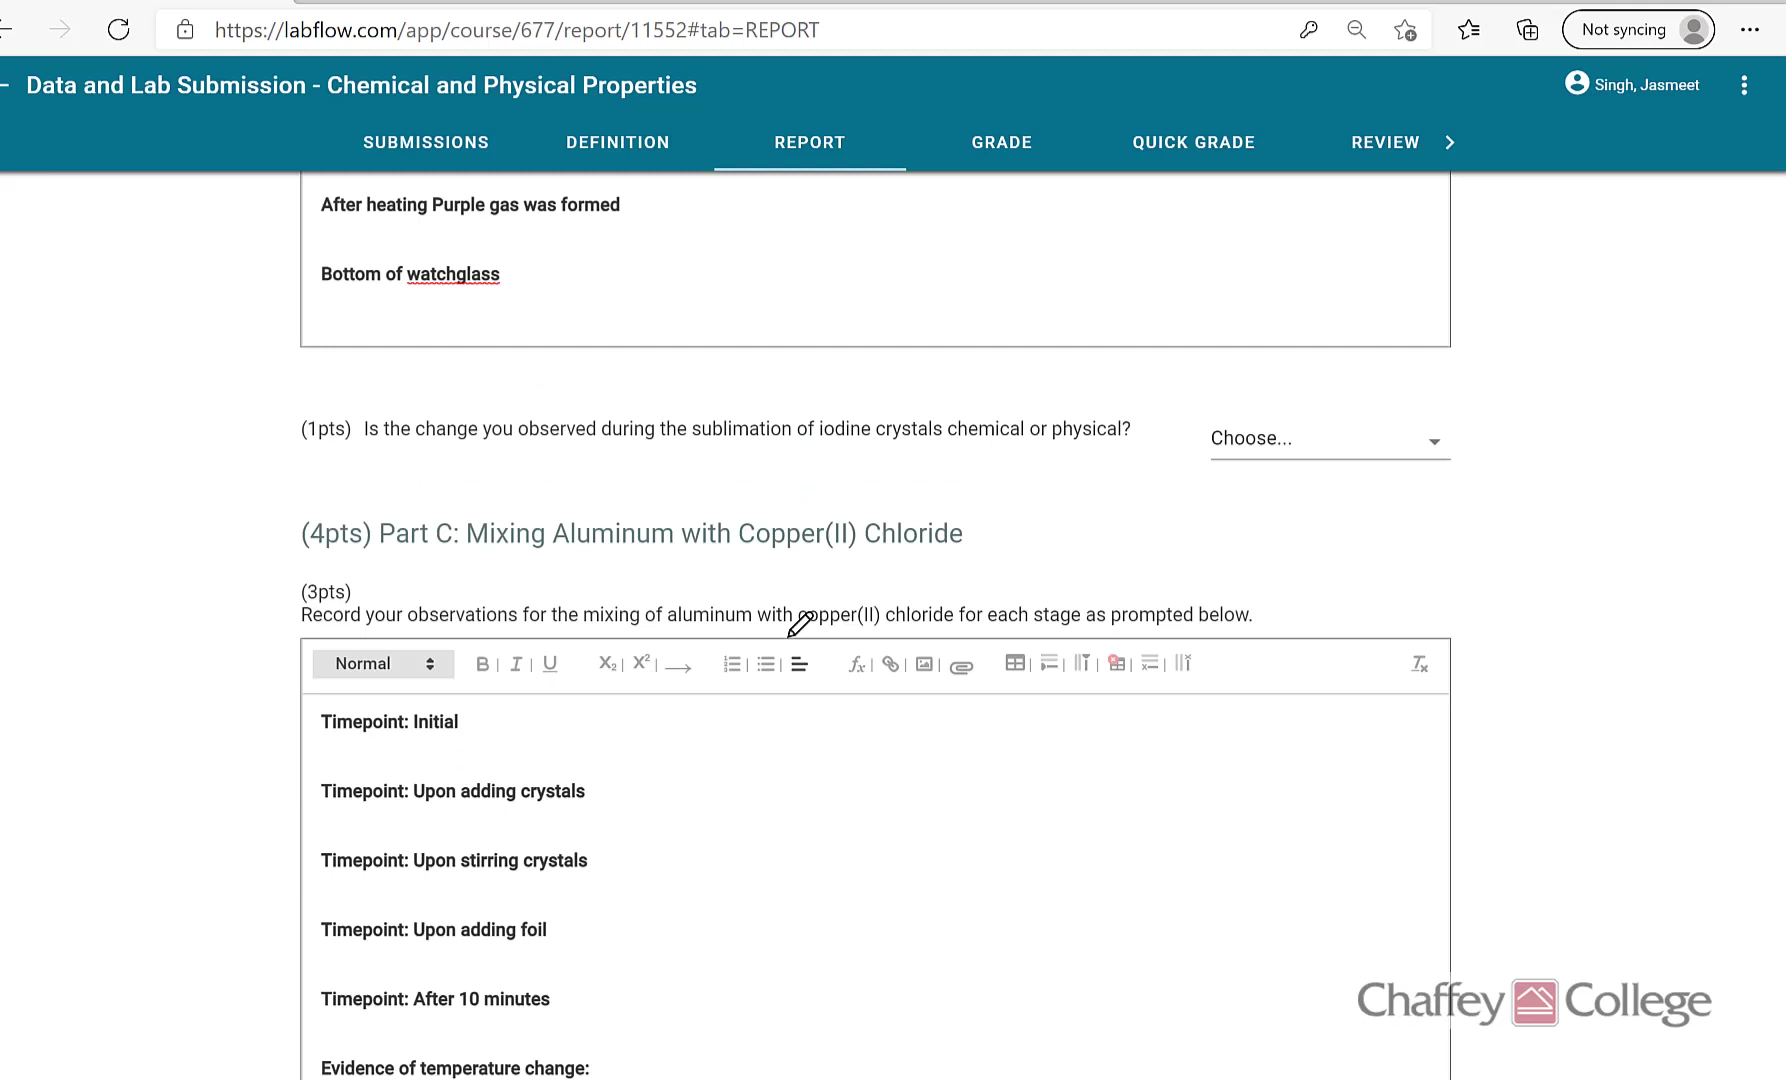 https://labflow.com/app/course/677/report/11552#tab=REPORT
Not syncing
Data and Lab Submission - Chemical and Physical Properties
Singh, Jasmeet
SUBMISSIONS DEFINITION REPORT GRADE QUICK GRADE REVIEW
After heating Purple gas was formed
Bottom of watchglass
(1pts) Is the change you observed during the sublimation of iodine crystals chemical or physical?
Choose...
(4pts) Part C: Mixing Aluminum with Copper(II) Chloride
(3pts)
Record your observations for the mixing of aluminum with copper(II) chloride for each stage as prompted below.
Normal B I U X₂ X² fx Tx
Timepoint: Initial
Timepoint: Upon adding crystals
Timepoint: Upon stirring crystals
Timepoint: Upon adding foil
Timepoint: After 10 minutes
Chaffey College
Evidence of temperature change: